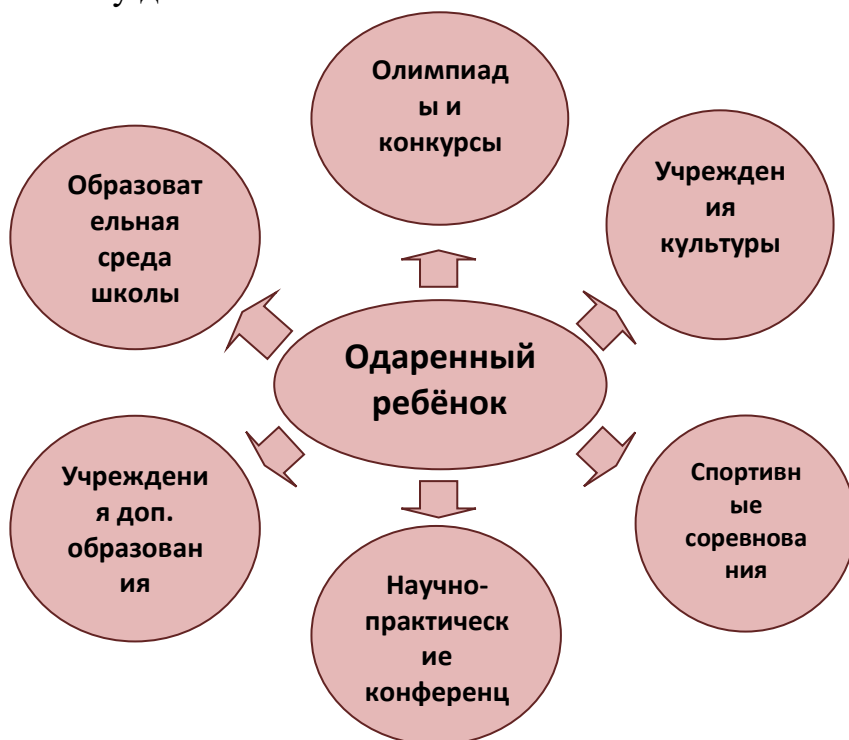 Олимпиад
ы и
конкурсы
Учрежден
ия
культуры
Образоват
ельная
среда
школы
Одаренный
ребёнок
Учреждени
я доп.
образован
ия
Спортивн
ые
соревнова
ния
Научно-
практическ
ие
конференц